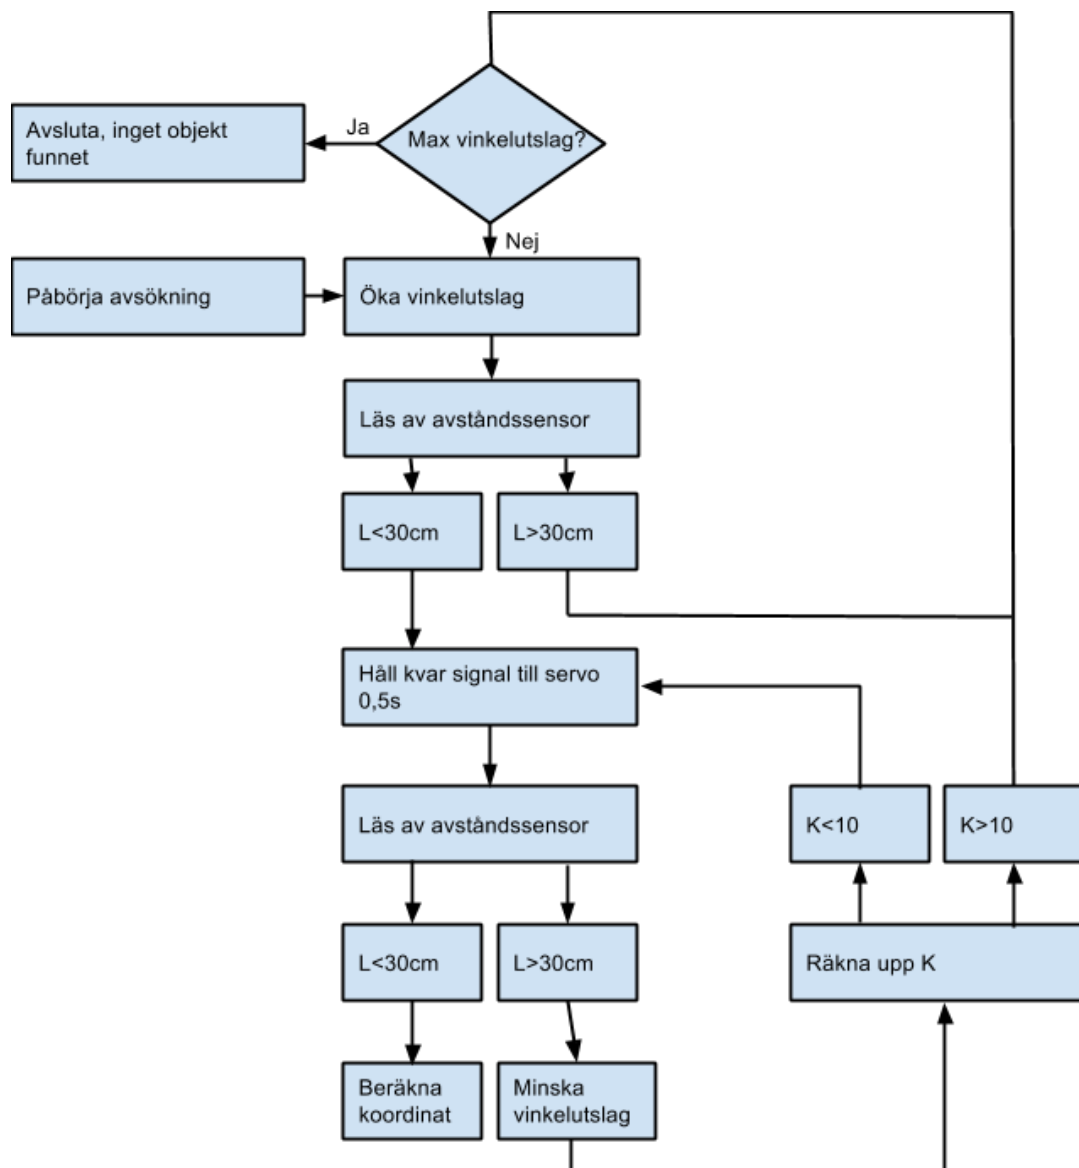 Max vinkelutslag?
Ja
Avsluta, inget objekt
funnet
Nej
Påbörja avsökning
Öka vinkelutslag
Läs av avståndssensor
L<30cm
L>30cm
Håll kvar signal till servo
0,5s
Läs av avståndssensor
K<10
K>10
L<30cm
L>30cm
Räkna upp K
Beräkna
koordinat
Minska
vinkelutslag